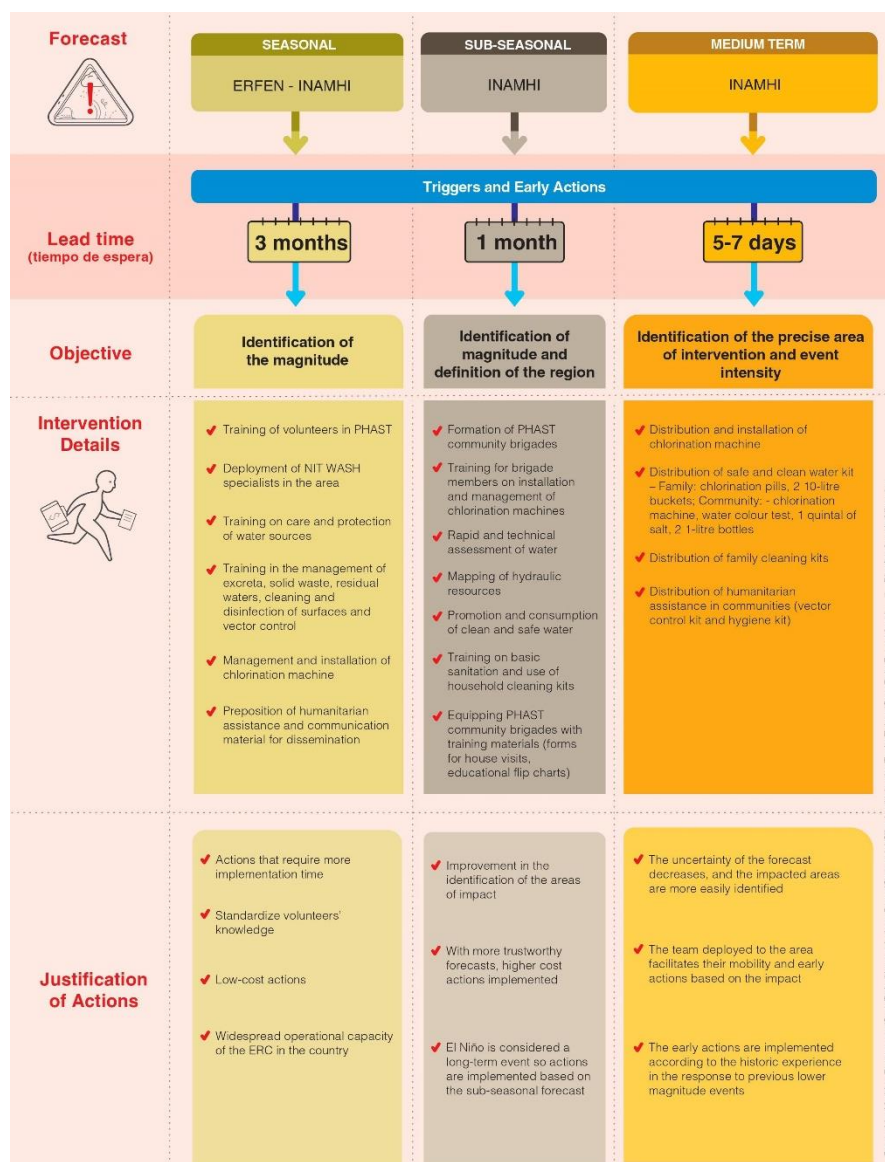 Forecast
SEASONAL
ERFEN - INAMHI
SUB-SEASONAL
INAMHI
MEDIUM TERM
INAMHI
Triggers and Early Actions
Lead time
(tiempo de espera)
3 months
1 month
5-7 days
Objective
Identification of
the magnitude
Identification of
magnitude and
definition of the region
Identification of the precise area
of intervention and event
intensity
Intervention
Details
Training of volunteers in PHAST
Deployment of NIT WASH
specialists in the area
Training on care and protection
of water sources
Training in the management of
excreta, solid waste, residual
waters, cleaning and
disinfection of surfaces and
vector control
Management and installation of
chlorination machine
Preposition of humanitarian
assistance and communication
material for dissemination
Formation of PHAST
community brigades
Training for brigade
members on installation
and management of
chlorination machines
Rapid and technical
assessment of water
Mapping of hydraulic
resources
Promotion and consumption
of clean and safe water
Training on basic
sanitation and use of
household cleaning kits
Equipping PHAST
community brigades with
training materials (forms
for house visits,
educational flip charts)
Distribution and installation of
chlorination machine
Distribution of safe and clean water kit
– Family: chlorination pills, 2 10-litre
buckets; Community: - chlorination
machine, water colour test, 1 quintal of
salt, 2 1-litre bottles
Distribution of family cleaning kits
Distribution of humanitarian
assistance in communities (vector
control kit and hygiene kit)
Justification
of Actions
Actions that require more
implementation time
Standardize volunteers'
knowledge
Low-cost actions
Widespread operational capacity
of the ERC in the country
Improvement in the
identification of the areas
of impact
With more trustworthy
forecasts, higher cost
actions implemented
El Niño is considered a
long-term event so actions
are implemented based on
the sub-seasonal forecast
The uncertainty of the forecast
decreases, and the impacted areas
are more easily identified
The team deployed to the area
facilitates their mobility and early
actions based on the impact
The early actions are implemented
according to the historic experience
in the response to previous lower
magnitude events